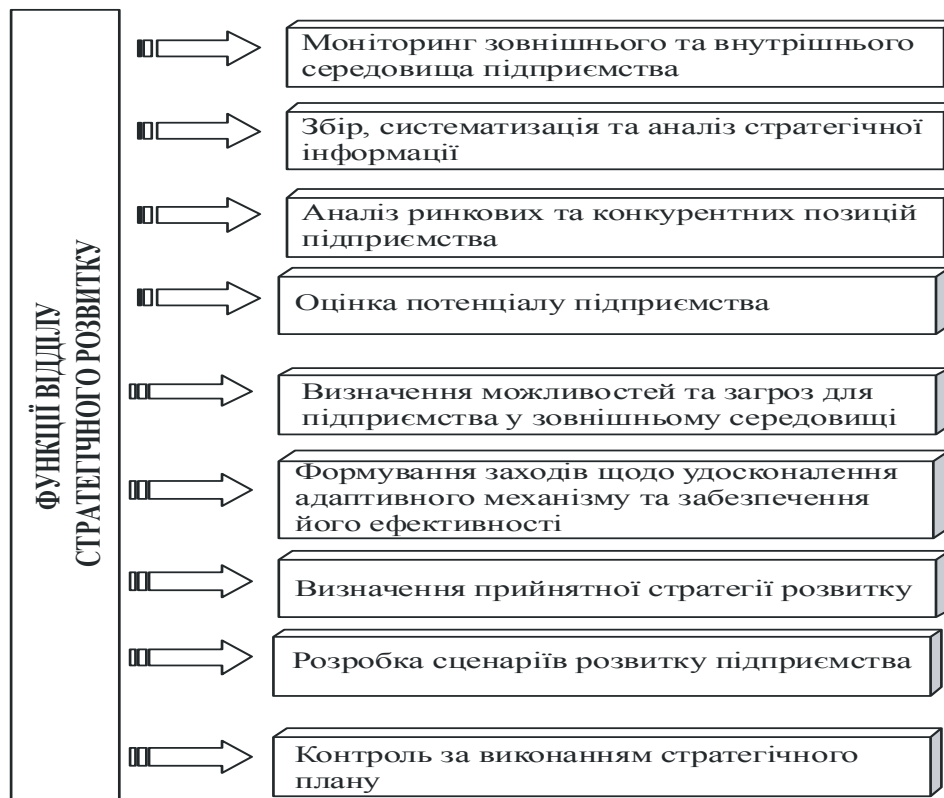 ФУНКЦІЇ ВІДДІЛУ
СТРАТЕГІЧНОГО РОЗВИТКУ
Моніторинг зовнішнього та внутрішнього
середовища підприємства
Збір, систематизація та аналіз стратегічної
інформації
Аналіз ринкових та конкурентних позицій
підприємства
Оцінка потенціалу підприємства
Визначення можливостей та загроз для
підприємства у зовнішньому середовищі
Формування заходів щодо удосконалення
адаптивного механізму та забезпечення
його ефективності
Визначення прийнятної стратегії розвитку
Розробка сценаріїв розвитку підприємства
Контроль за виконанням стратегічного
плану